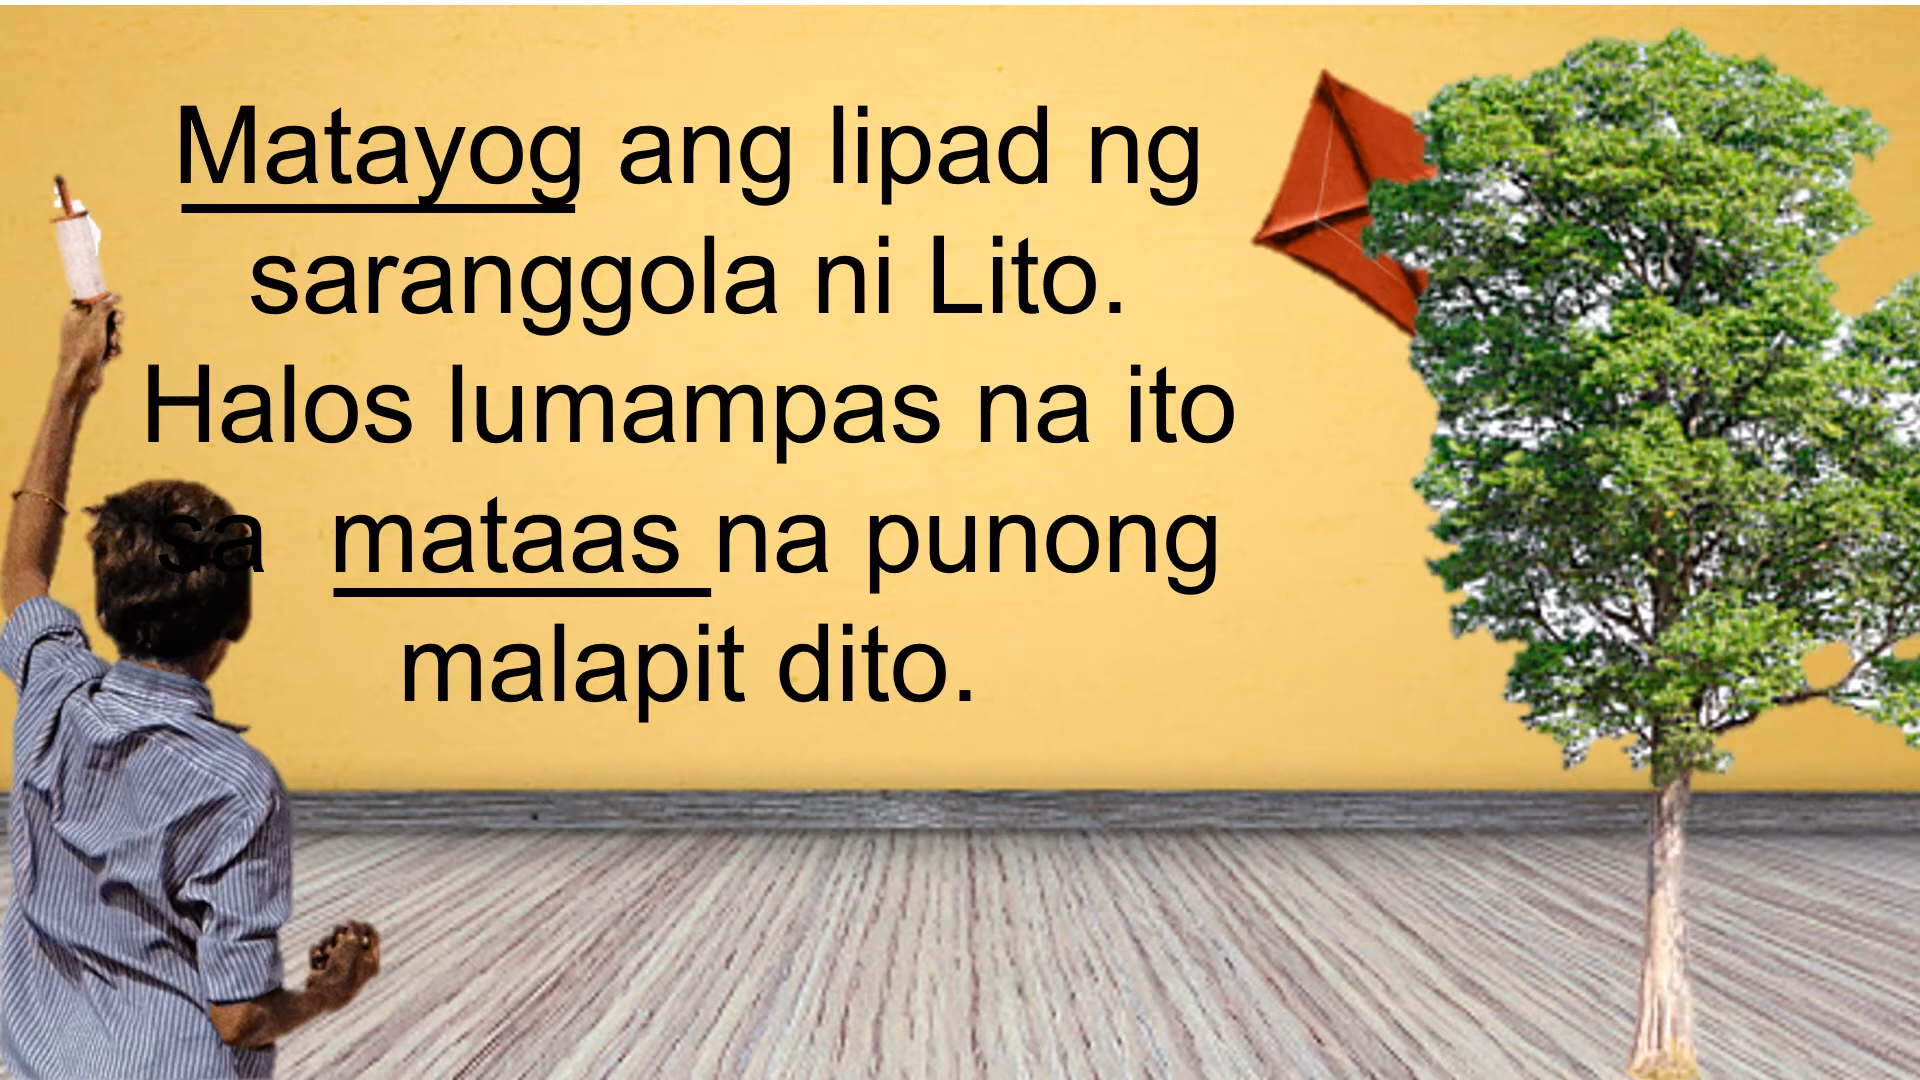 Matayog ang lipad ng
saranggola ni Lito.
Halos lumampas na ito
sa mataas na punong
malapit dito.